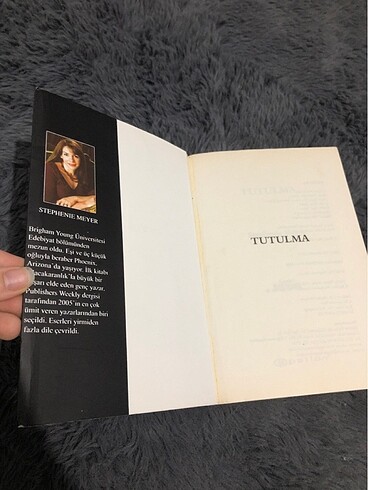 STEPHENIE MEYER
Brigham Young Üniversitesi
Edebiyat bölümünden
mezun oldu. Eşi ve üç küçük
oğluyla beraber Phoenix,
Arizona'da yaşıyor. İlk kitabı
Alacakaranlık'la büyük bir
başarı elde eden genç yazar,
Publishers Weekly dergisi
tarafından 2005'in en çok
ümit veren yazarlarından biri
seçildi. Eserleri yirmiden
fazla dile çevrildi.
TUTULMA